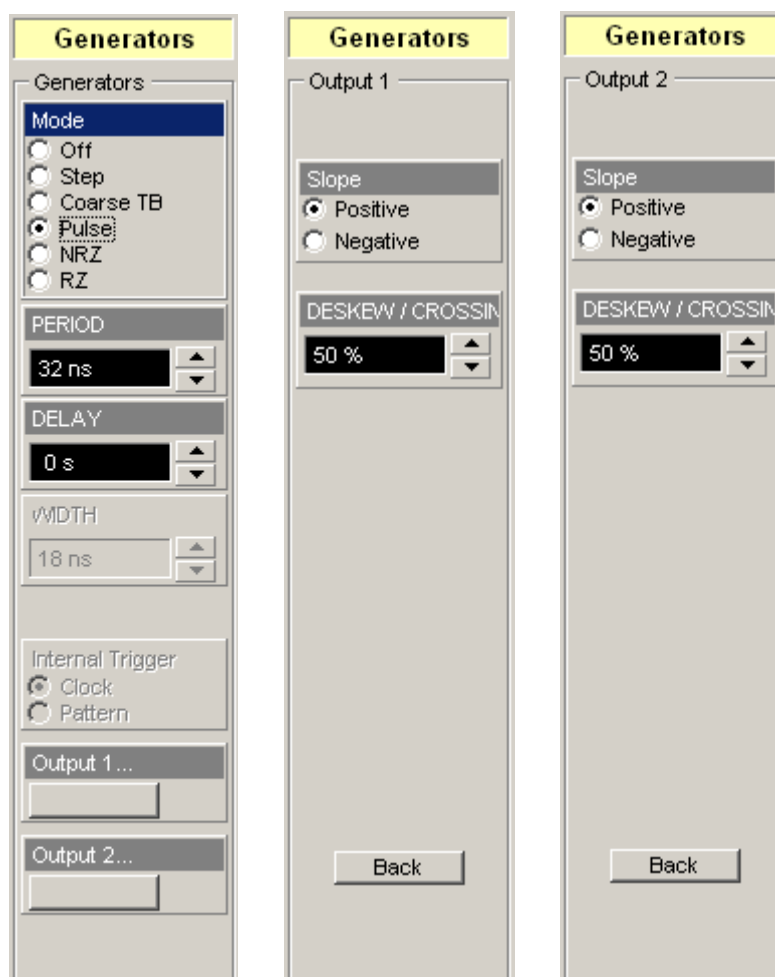 Generators
Generators
Mode
Off
Step
Coarse TB
Pulse
NRZ
RZ
PERIOD
32 ns
DELAY
0 s
WIDTH
18 ns
Internal Trigger
Clock
Pattern
Output 1...
Output 2...
Generators
Output 1
Slope
Positive
Negative
DESKEW / CROSSIN
50 %
Back
Generators
Output 2
Slope
Positive
Negative
DESKEW / CROSSIN
50 %
Back